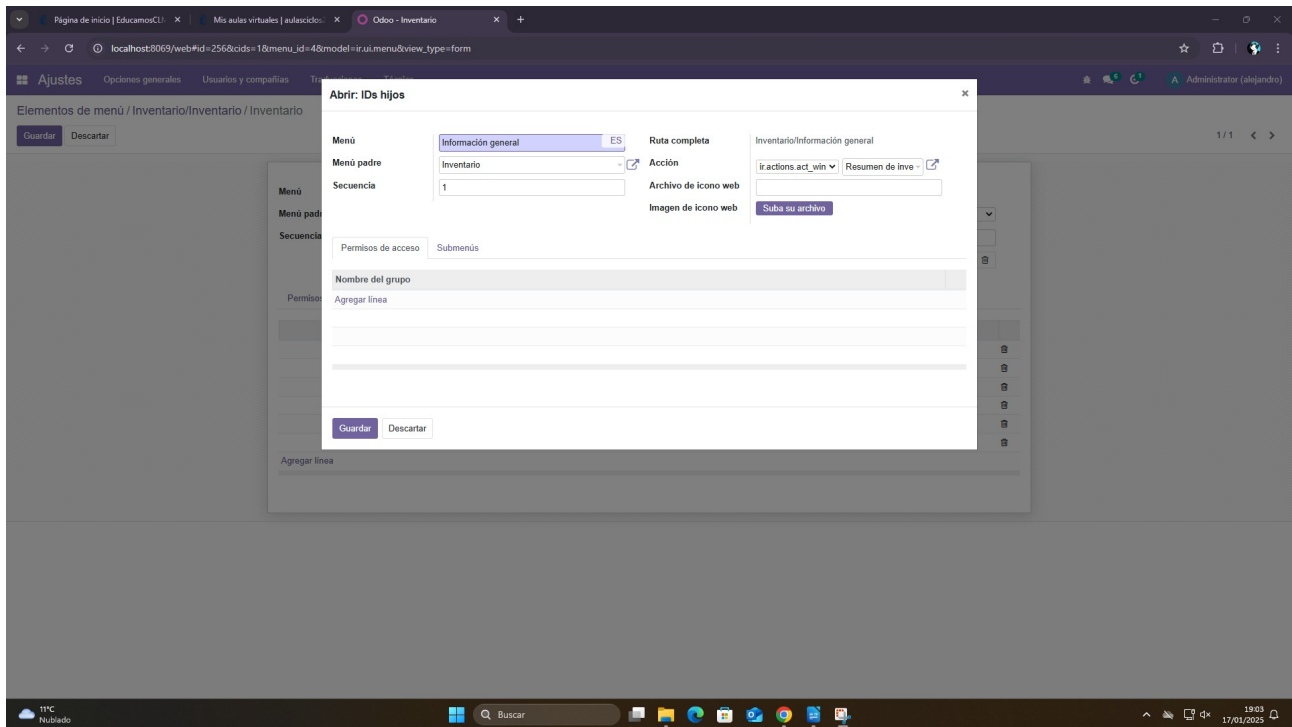 Página de inicio | EducamosCLM
Mis aulas virtuales | aulasciclos
Odoo - Inventario
localhost:8069/web#id=256&cids=1&menu_id=4&model=ir.ui.menu&view_type=form
Ajustes Opciones generales Usuarios y compañías
Administrator (alejandro)
Elementos de menú / Inventario/Inventario / Inventario
Guardar Descartar
1 / 1
Abrir: IDs hijos
Menú Información general ES
Menú padre Inventario
Secuencia 1
Ruta completa Inventario/Información general
Acción ir.actions.act_win Resumen de inve
Archivo de icono web
Imagen de icono web Suba su archivo
Permisos de acceso Submenús
Nombre del grupo
Agregar línea
Guardar Descartar
Menú
Menú pad
Secuencia
Permiso
Agregar línea
11°C
Nublado
Buscar
19:03
17/01/2025